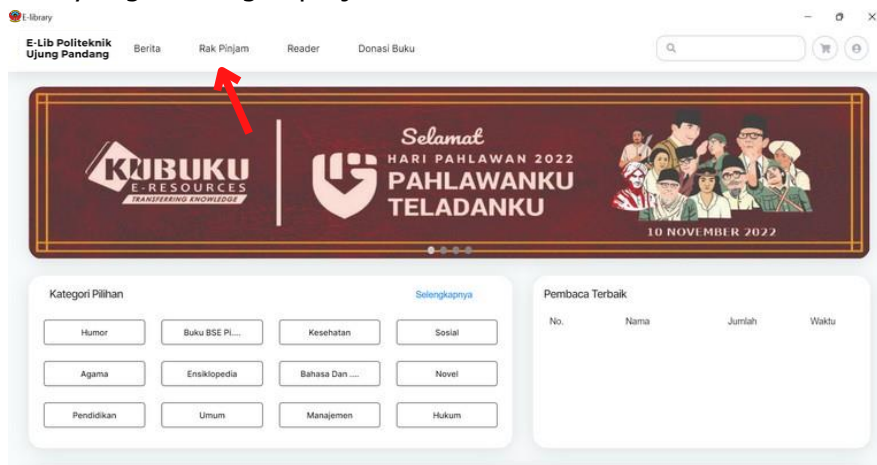 E-library
E-Lib Politeknik
Ujung Pandang
Berita
Rak Pinjam
Reader
Donasi Buku
KUBUKU
E-RESOURCES
TRANSFERRING KNOWLEDGE
Selamat
HARI PAHLAWAN 2022
PAHLAWANKU
TELADANKU
10 NOVEMBER 2022
Kategori Pilihan
Selengkapnya
Humor
Buku BSE Pi....
Kesehatan
Sosial
Agama
Ensiklopedia
Bahasa Dan ....
Novel
Pendidikan
Umum
Manajemen
Hukum
Pembaca Terbaik
No.
Nama
Jumlah
Waktu